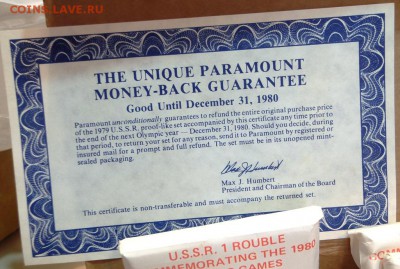 COINS.LAVE.RU
THE UNIQUE PARAMOUNT
MONEY-BACK GUARANTEE
Good Until December 31, 1980
Paramount unconditionally guarantees to refund the entire original purchase price
of the 1979 U.S.S.R. proof-like set accompanied by this certificate any time prior to
the end of the next Olympic year — December 31, 1980. Should you decide, during
that period, to return your set for any reason, send it to Paramount by registered or
insured mail for a prompt and full refund. The set must be in its unopened mint-
sealed packaging.
Max J. Humbert
Max J. Humbert
President and Chairman of the Board
This certificate is non-transferable and must accompany the returned set.
U.S.S.R. 1 ROUBLE
MEMORATING THE 1980
GAMES
COMM